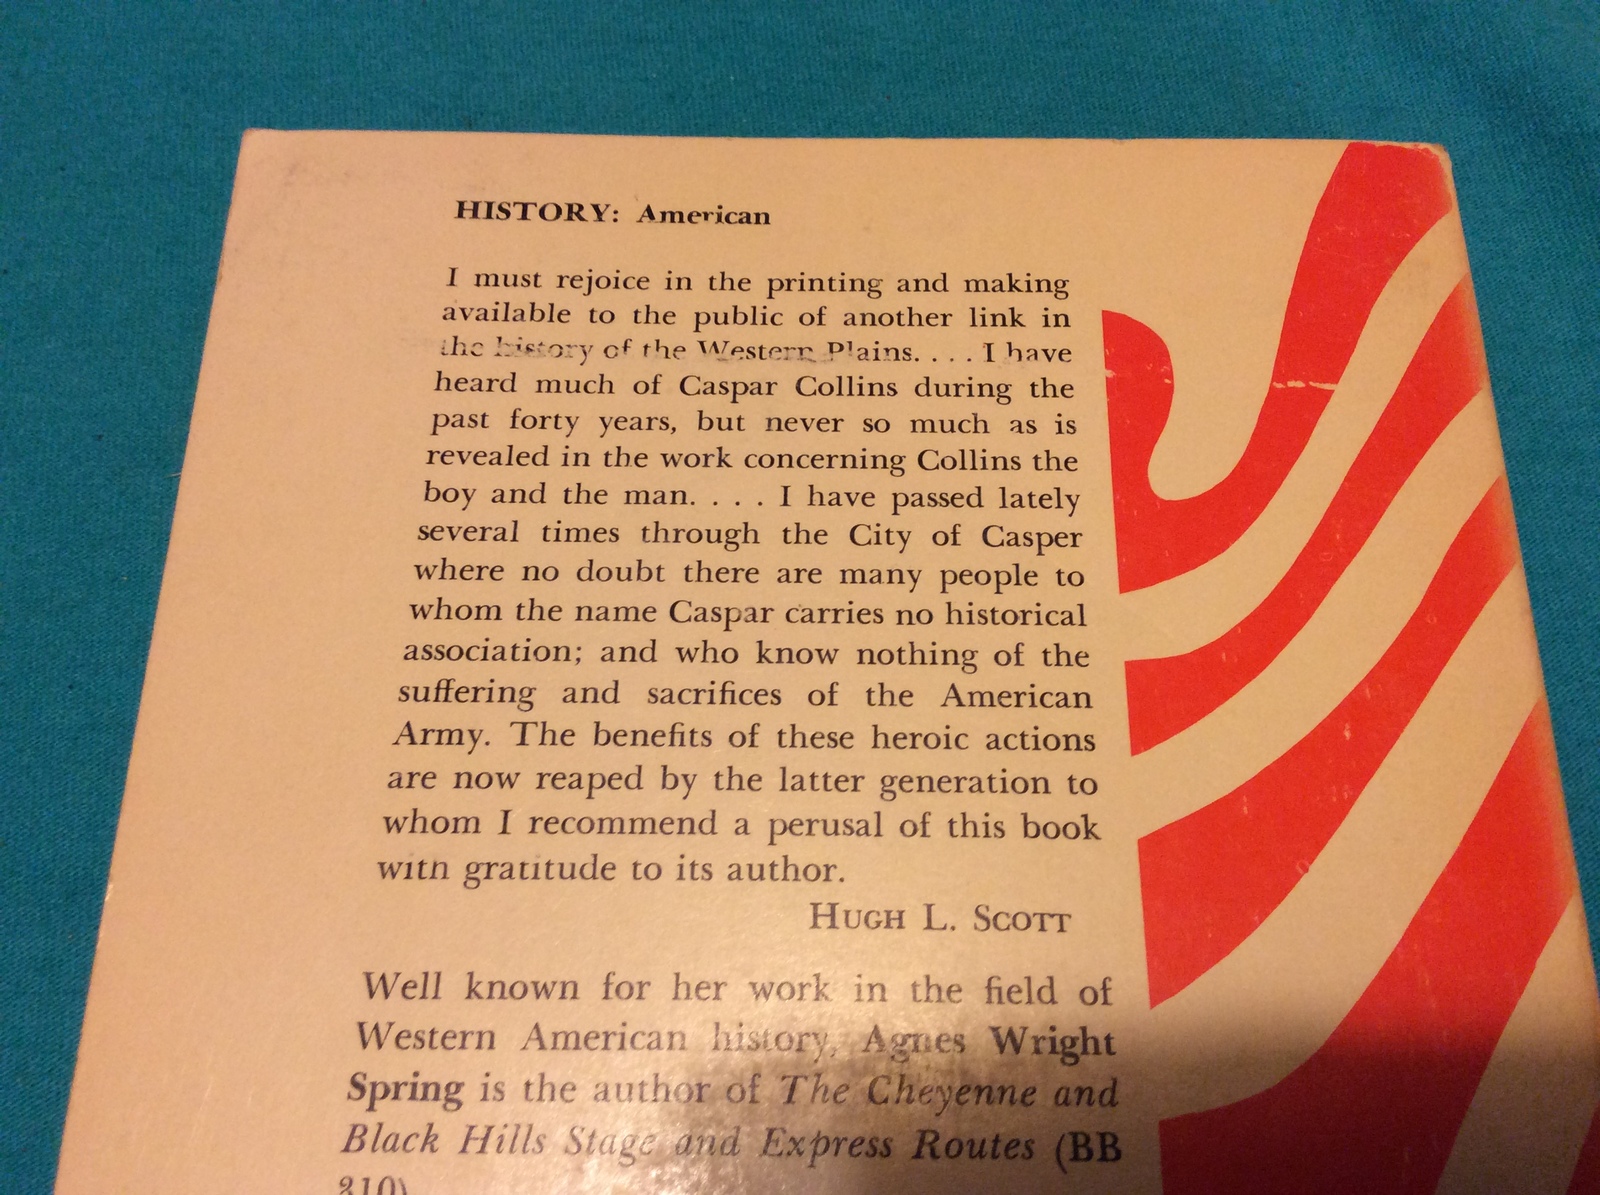 HISTORY: American
I must rejoice in the printing and making
available to the public of another link in
the history of the Western Plains. . . . I have
heard much of Caspar Collins during the
past forty years, but never so much as is
revealed in the work concerning Collins the
boy and the man. . . . I have passed lately
several times through the City of Casper
where no doubt there are many people to
whom the name Caspar carries no historical
association; and who know nothing of the
suffering and sacrifices of the American
Army. The benefits of these heroic actions
are now reaped by the latter generation to
whom I recommend a perusal of this book
with gratitude to its author.
HUGH L. SCOTT
Well known for her work in the field of
Western American history, Agnes Wright
Spring is the author of The Cheyenne and
Black Hills Stage and Express Routes (BB
310)